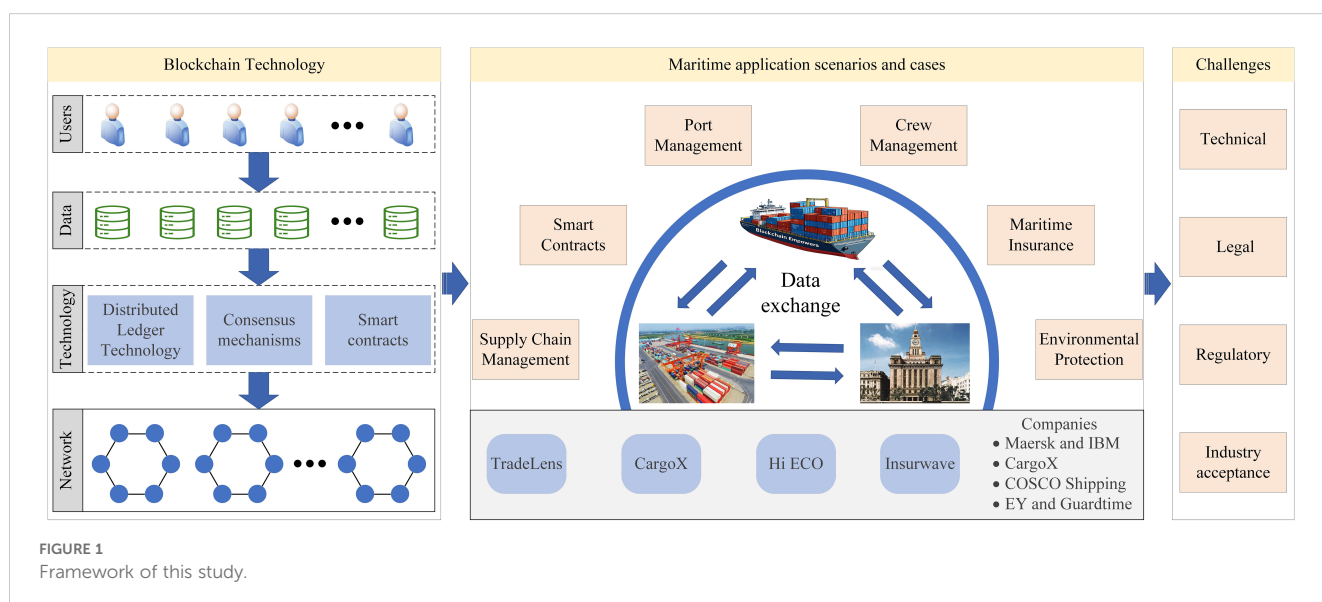 Blockchain Technology
Users
Data
Technology
Distributed
Ledger
Technology
Consensus
mechanisms
Smart
contracts
Network
Maritime application scenarios and cases
Port
Management
Crew
Management
Smart
Contracts
Maritime
Insurance
Supply Chain
Management
Environmental
Protection
Blockchain Empowers
Data
exchange
TradeLens
CargoX
Hi ECO
Insurwave
Companies
• Maersk and IBM
• CargoX
• COSCO Shipping
• EY and Guardtime
Challenges
Technical
Legal
Regulatory
Industry
acceptance
FIGURE 1
Framework of this study.